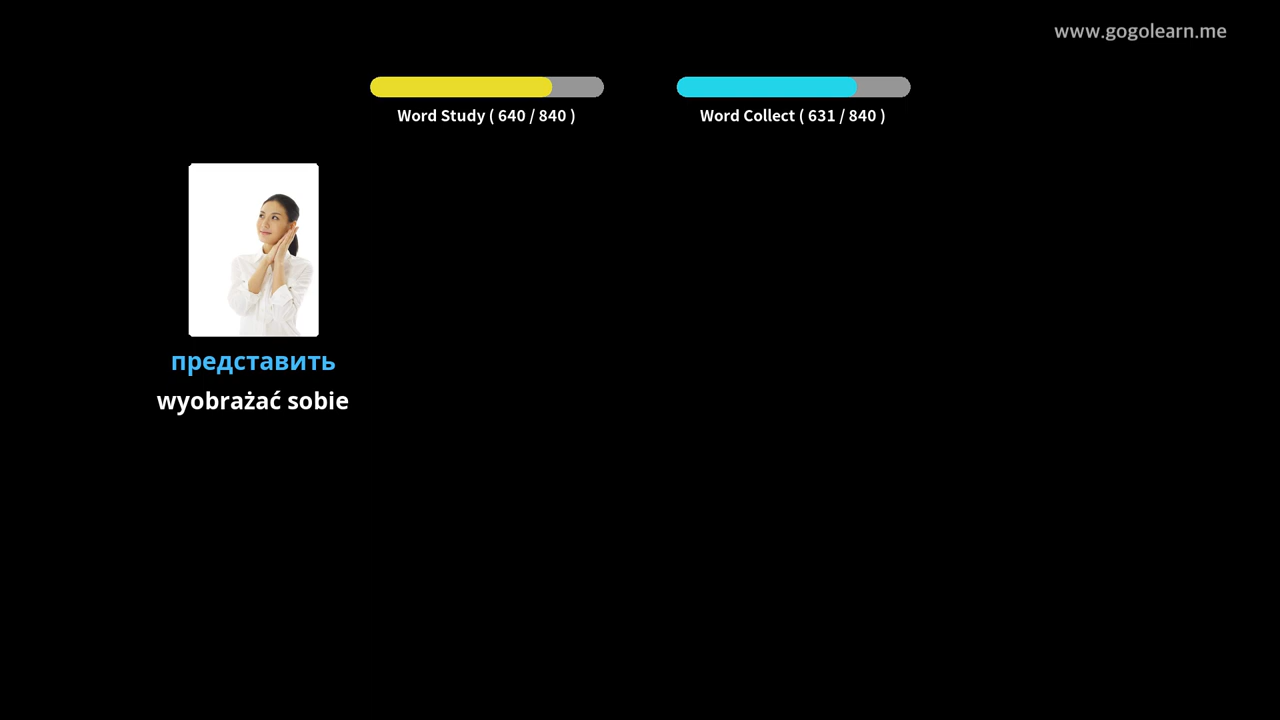 www.gogolearn.me
Word Study ( 640 / 840 )
Word Collect ( 631 / 840 )
представить
wyobrażać sobie